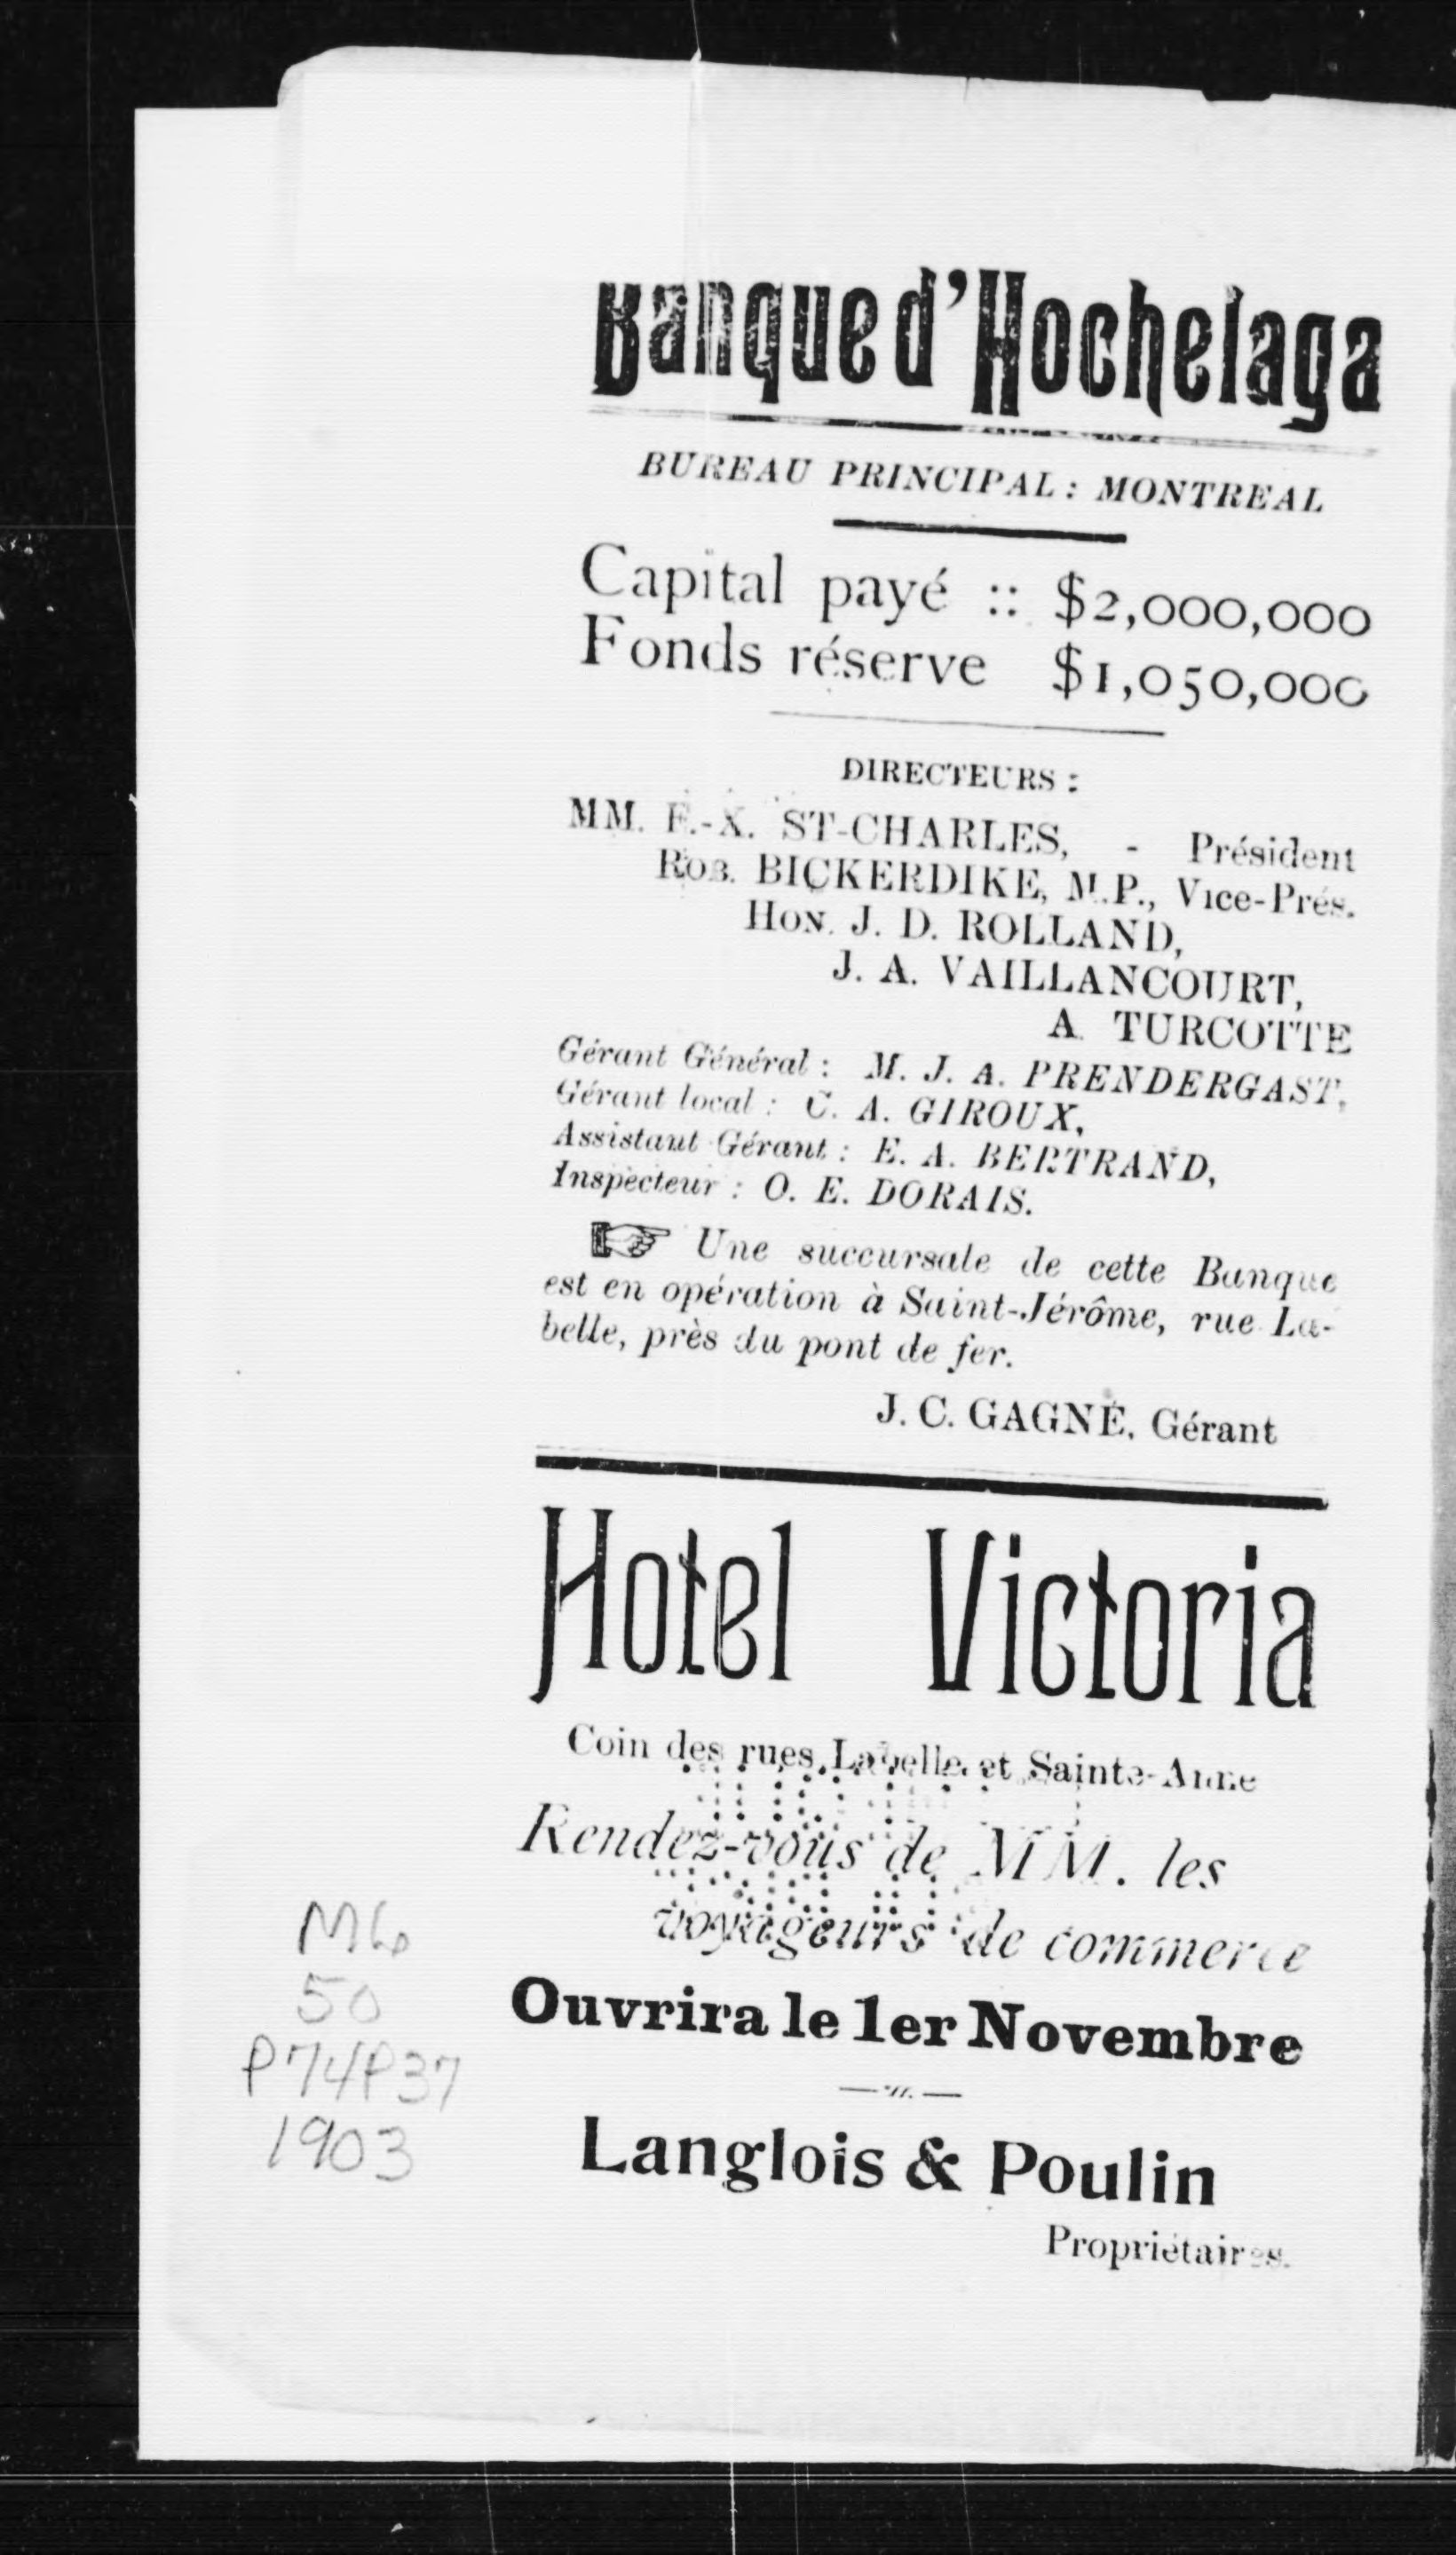 Banque d'Hochelaga
BUREAU PRINCIPAL : MONTREAL
Capital payé :: $2,000,000
Fonds réserve $1,050,000
DIRECTEURS :
MM. F.-X. ST-CHARLES, - Président
ROB. BICKERDIKE, M.P., Vice-Prés.
HON. J. D. ROLLAND,
J. A. VAILLANCOURT,
A. TURCOTTE
Gérant Général : M. J. A. PRENDERGAST,
Gérant local : C. A. GIROUX,
Assistant Gérant : E. A. BERTRAND,
Inspecteur : O. E. DORAIS.
☞ Une succursale de cette Banque
est en opération à Saint-Jérôme, rue La-
belle, près du pont de fer.
J. C. GAGNÉ, Gérant
Hotel Victoria
Coin des rues Labelle et Sainte-Anne
Rendez-vous de MM. les
voyageurs de commerce
Ouvrira le 1er Novembre
Langlois & Poulin
Propriétaires.
M6
50
P74P37
1903